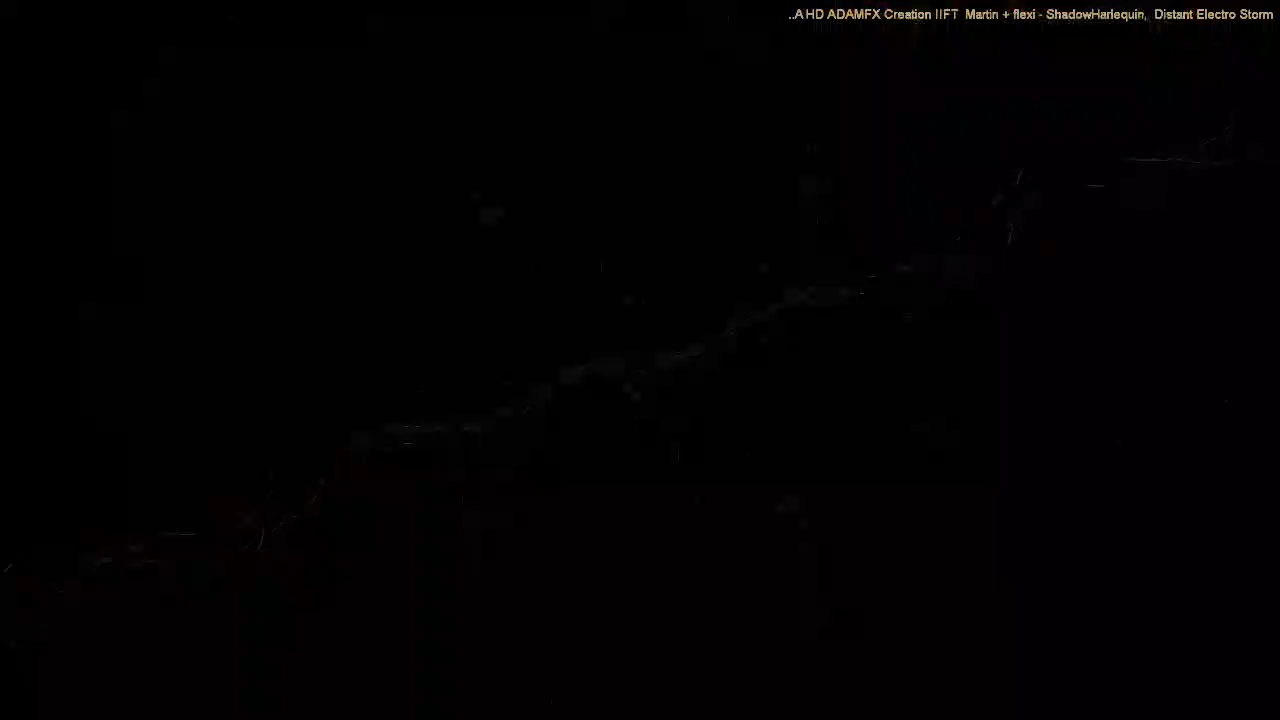 ..A HD ADAMFX Creation IIFT  Martin + flexi - ShadowHarlequin,  Distant Electro Storm